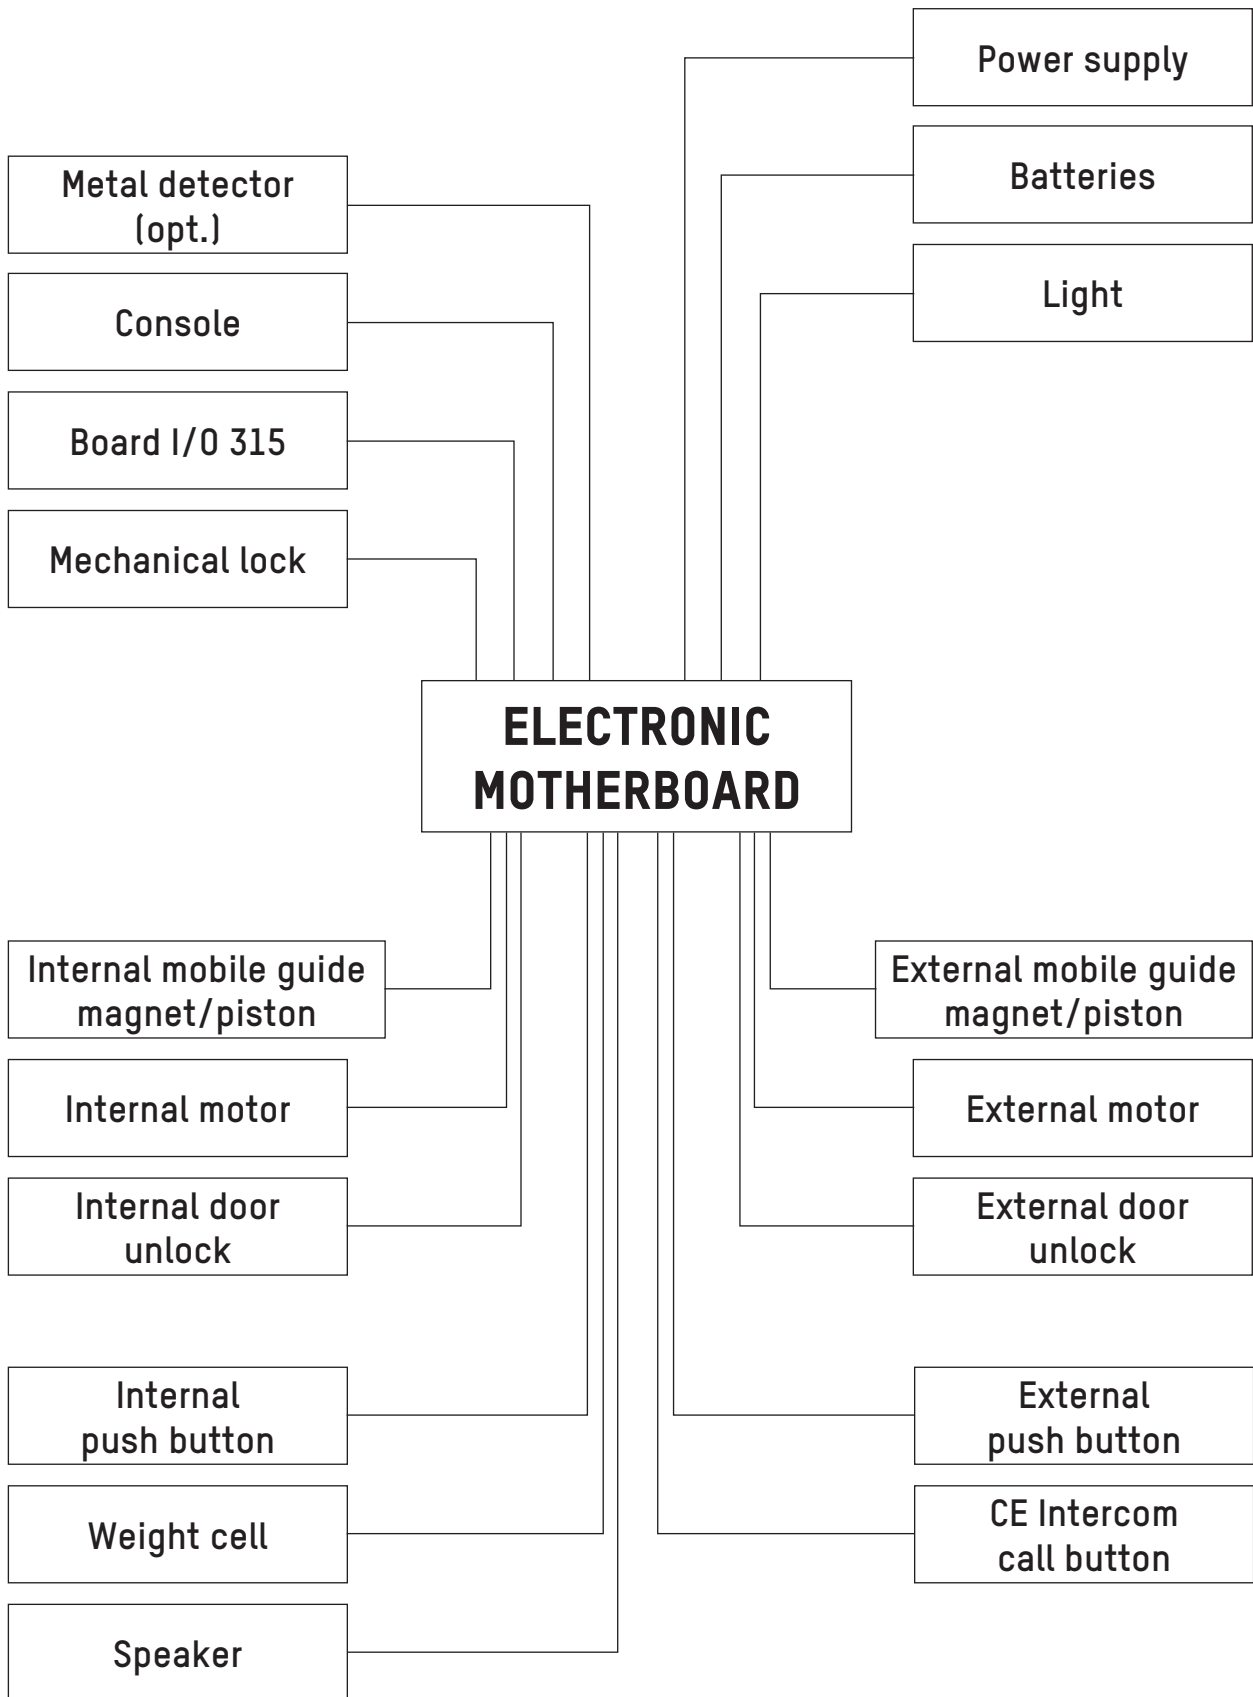 Power supply
Batteries
Light
Metal detector
(opt.)
Console
Board I/O 315
Mechanical lock
ELECTRONIC
MOTHERBOARD
Internal mobile guide
magnet/piston
Internal motor
Internal door
unlock
Internal
push button
Weight cell
Speaker
External mobile guide
magnet/piston
External motor
External door
unlock
External
push button
CE Intercom
call button